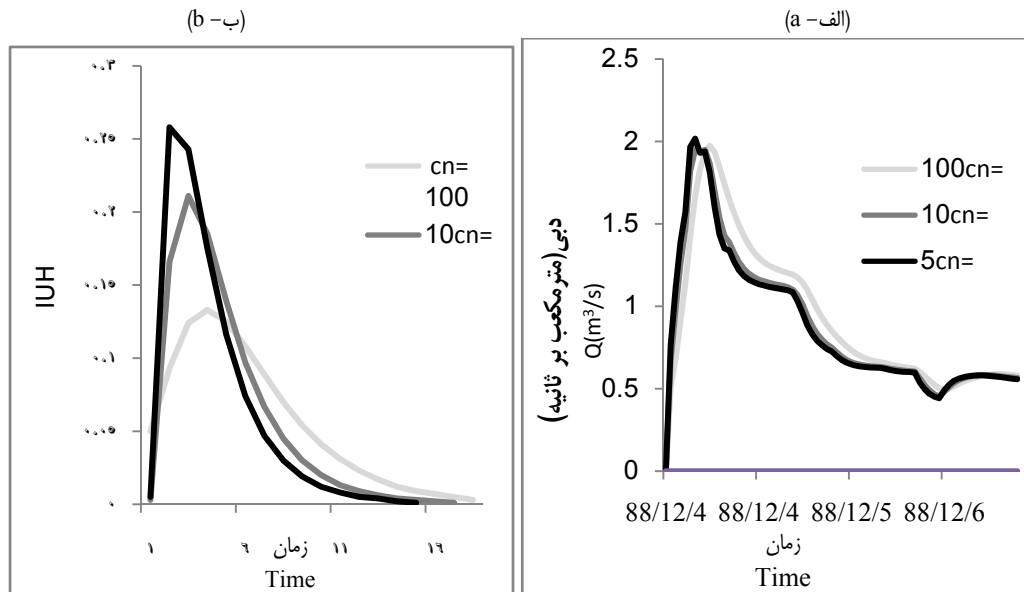 (ب- b)
۰.۳
۰.۲۵
۰.۲
۰.۱۵
۰.۱
۰.۰۵
۰
IUH
cn=
100
10cn=
۱ ۶ ۱۱ ۱۶
زمان
Time
(الف- a)
2.5
2
1.5
1
0.5
0
دبی(مترمکعب بر ثانیه)
Q(m³/s)
100cn=
10cn=
5cn=
88/12/4 88/12/4 88/12/5 88/12/6
زمان
Time